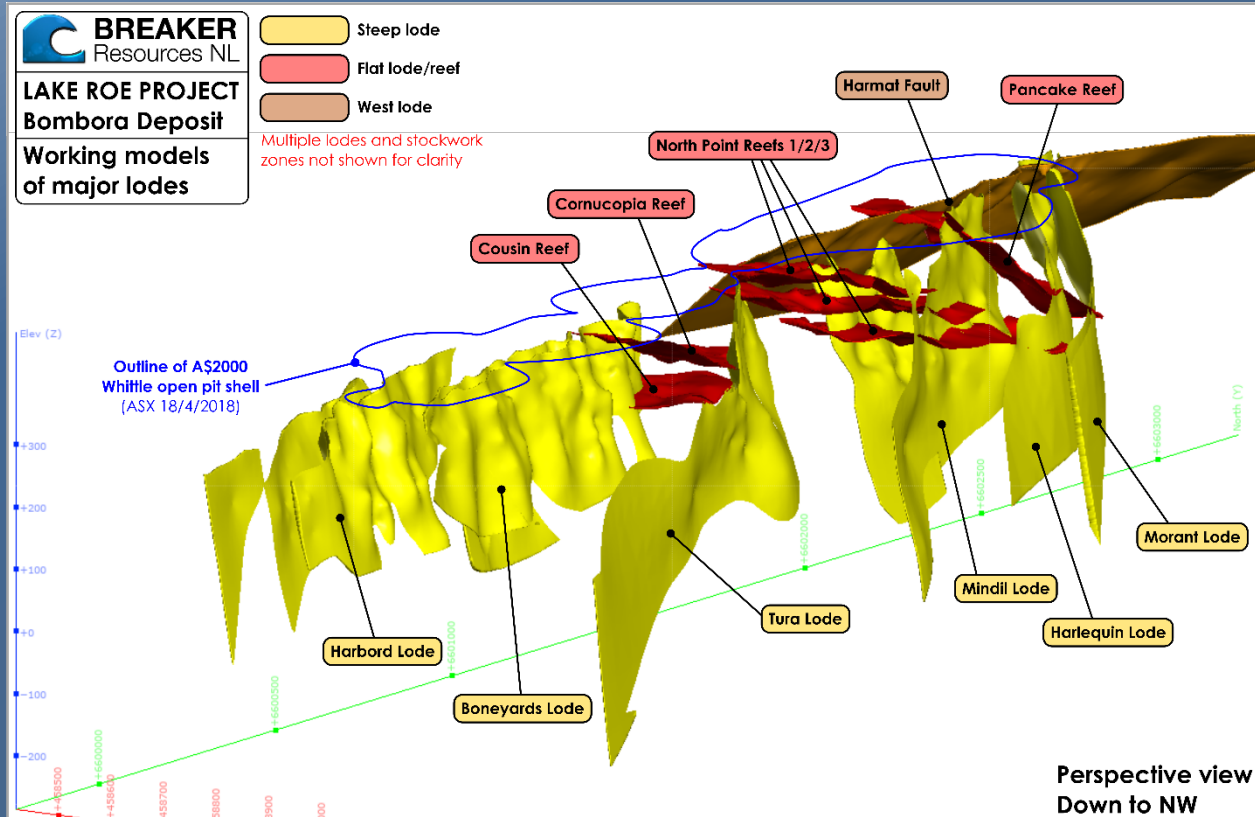 BREAKER
Resources NL
LAKE ROE PROJECT
Bombora Deposit
Working models
of major lodes
Steep lode
Flat lode/reef
West lode
Multiple lodes and stockwork
zones not shown for clarity
Harmat Fault
Pancake Reef
North Point Reefs 1/2/3
Cornucopia Reef
Cousin Reef
Elev (Z)
Outline of A$2000
Whittle open pit shell
(ASX 18/4/2018)
North (Y)
+300
+200
+100
+0
-100
-200
+6600000
+6600500
+6601000
+6602000
+6602500
+6603000
Morant Lode
Mindil Lode
Harlequin Lode
Tura Lode
Harbord Lode
Boneyards Lode
+458500
+458600
Perspective view
Down to NW